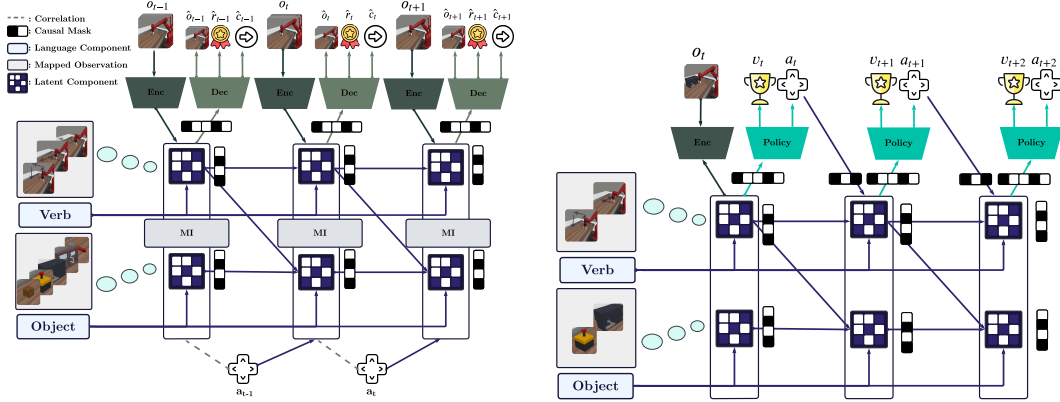 : Correlation
: Causal Mask
: Language Component
: Mapped Observation
: Latent Component
o_{t-1} ô_{t-1} r̂_{t-1} ĉ_{t-1} o_t ô_t r̂_t ĉ_t o_{t+1} ô_{t+1} r̂_{t+1} ĉ_{t+1}
Enc Dec Enc Dec Enc Dec
Verb
MI MI MI
Object
a_{t-1} a_t
o_t v_t a_t v_{t+1} a_{t+1} v_{t+2} a_{t+2}
Enc Policy Policy Policy
Verb
Object